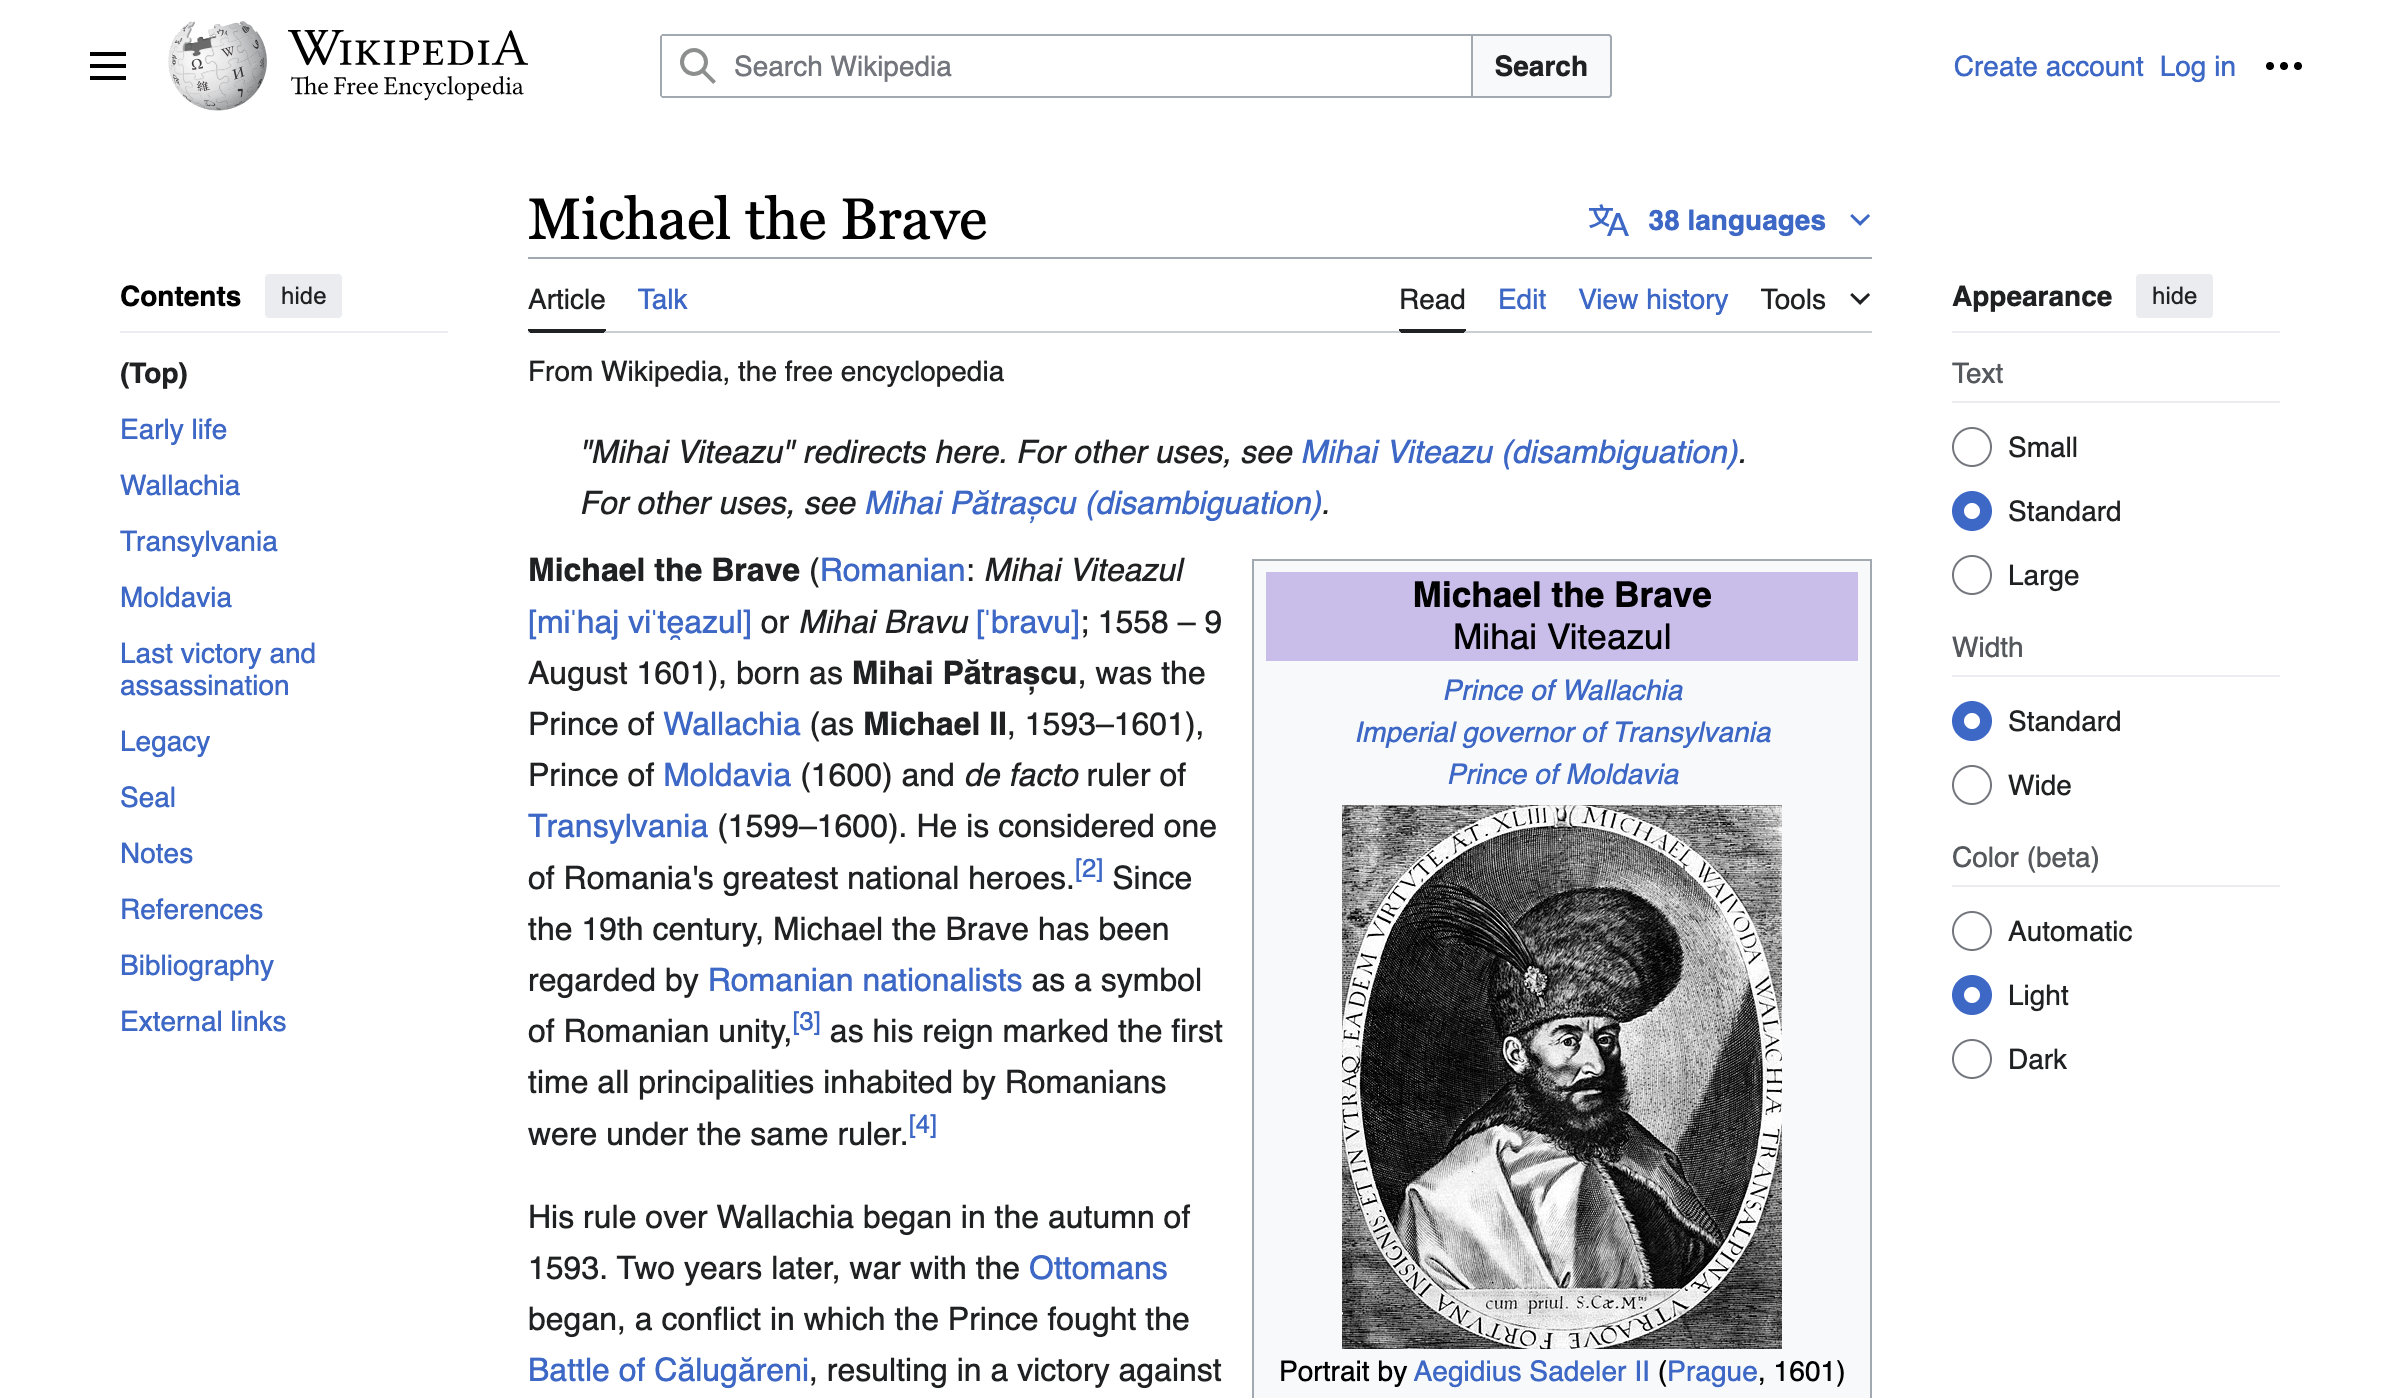 WIKIPEDIA
The Free Encyclopedia
Search Wikipedia
Search
Create account Log in
Michael the Brave
38 languages
Contents hide
(Top)
Early life
Wallachia
Transylvania
Moldavia
Last victory and
assassination
Legacy
Seal
Notes
References
Bibliography
External links
Article Talk
Read Edit View history Tools
From Wikipedia, the free encyclopedia
"Mihai Viteazu" redirects here. For other uses, see Mihai Viteazu (disambiguation).
For other uses, see Mihai Pătrașcu (disambiguation).
Michael the Brave (Romanian: Mihai Viteazul
[miˈhaj viˈte̯azul] or Mihai Bravu [ˈbravu]; 1558 – 9
August 1601), born as Mihai Pătrașcu, was the
Prince of Wallachia (as Michael II, 1593–1601),
Prince of Moldavia (1600) and de facto ruler of
Transylvania (1599–1600). He is considered one
of Romania's greatest national heroes.[2] Since
the 19th century, Michael the Brave has been
regarded by Romanian nationalists as a symbol
of Romanian unity,[3] as his reign marked the first
time all principalities inhabited by Romanians
were under the same ruler.[4]
His rule over Wallachia began in the autumn of
1593. Two years later, war with the Ottomans
began, a conflict in which the Prince fought the
Battle of Călugăreni, resulting in a victory against
Michael the Brave
Mihai Viteazul
Prince of Wallachia
Imperial governor of Transylvania
Prince of Moldavia
MICHAEL WAIVODA WALACHIÆ TRANSALPINÆ, VTRAQVE FORTVNA INSIGNIS: ET IN VTRAQ, EADEM VIRTVTE. ÆT. XLIII
cum priuil. S.Cæ.M.tis
Portrait by Aegidius Sadeler II (Prague, 1601)
Appearance hide
Text
Small
Standard
Large
Width
Standard
Wide
Color (beta)
Automatic
Light
Dark